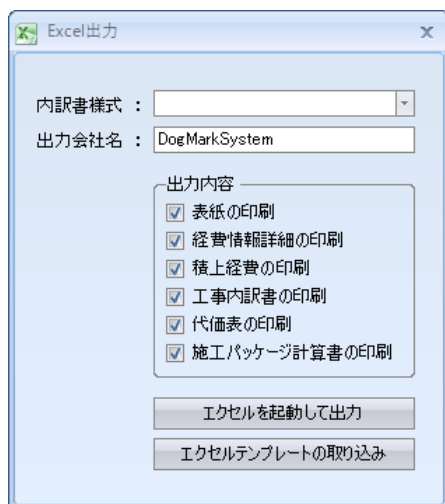 Excel出力
内訳書様式 :
出力会社名 : DogMarkSystem
出力内容
表紙の印刷
経費情報詳細の印刷
積上経費の印刷
工事内訳書の印刷
代価表の印刷
施工パッケージ計算書の印刷
エクセルを起動して出力
エクセルテンプレートの取り込み